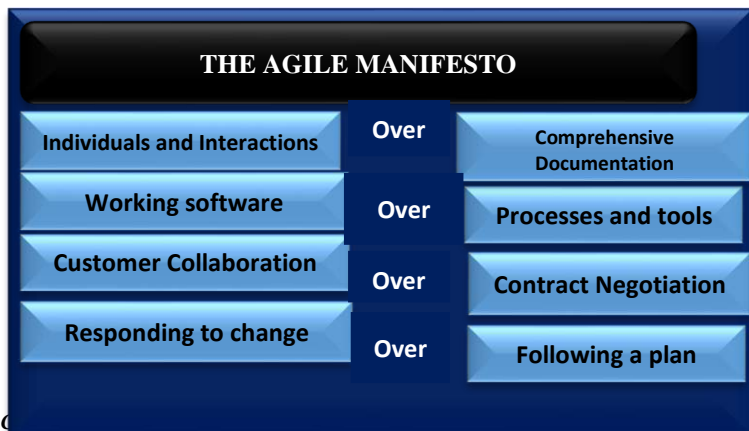 THE AGILE MANIFESTO
Individuals and Interactions Over Comprehensive
Documentation
Working software Over Processes and tools
Customer Collaboration Over Contract Negotiation
Responding to change Over Following a plan